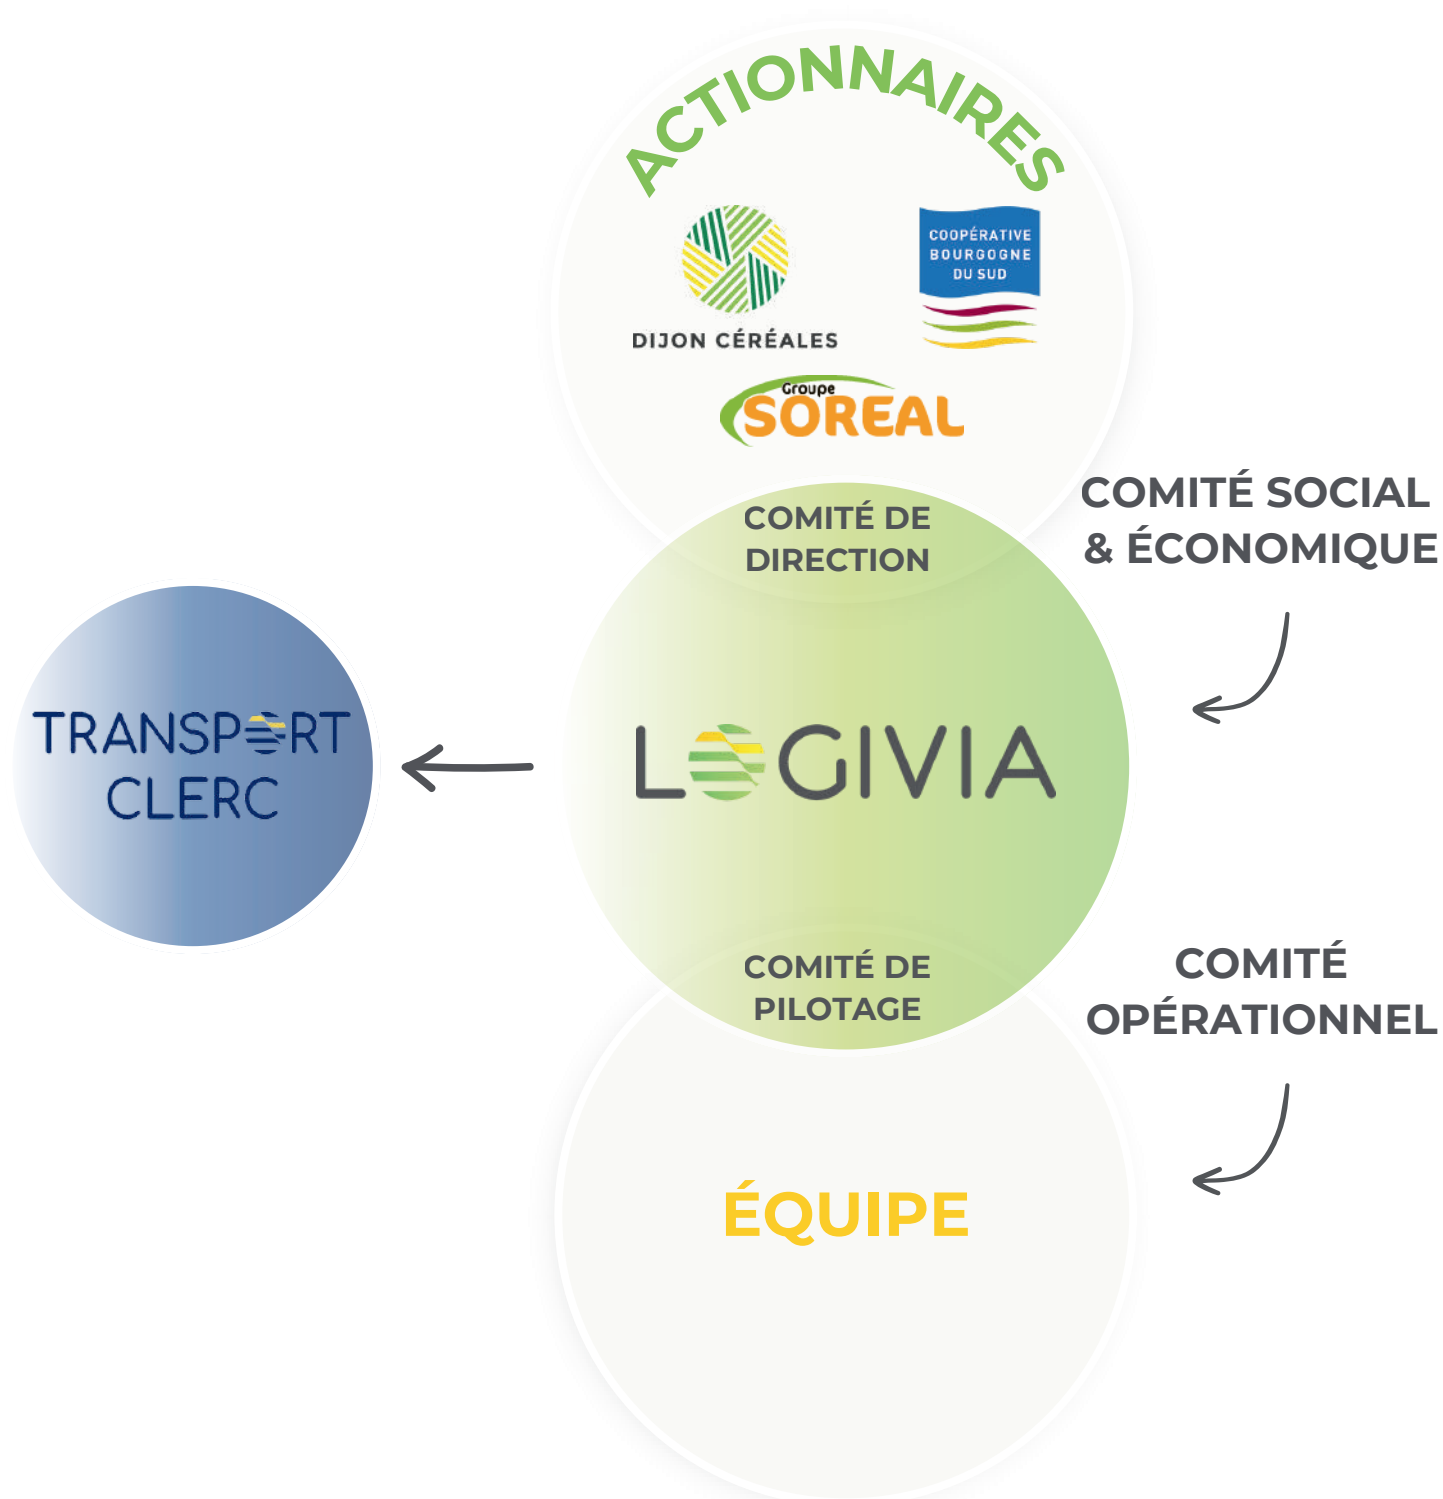 ACTIONNAIRES
DIJON CÉRÉALES
COOPÉRATIVE
BOURGOGNE
DU SUD
Groupe
SOREAL
COMITÉ DE
DIRECTION
COMITÉ SOCIAL
& ÉCONOMIQUE
TRANSPORT
CLERC
LOGIVIA
COMITÉ DE
PILOTAGE
COMITÉ
OPÉRATIONNEL
ÉQUIPE